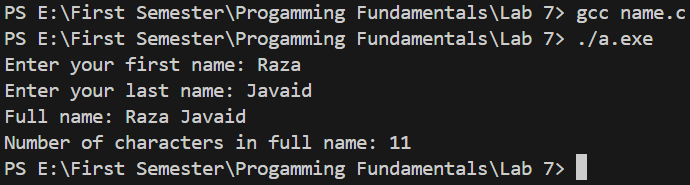 PS E:\First Semester\Progamming Fundamentals\Lab 7> gcc name.c
PS E:\First Semester\Progamming Fundamentals\Lab 7> ./a.exe
Enter your first name: Raza
Enter your last name: Javaid
Full name: Raza Javaid
Number of characters in full name: 11
PS E:\First Semester\Progamming Fundamentals\Lab 7>